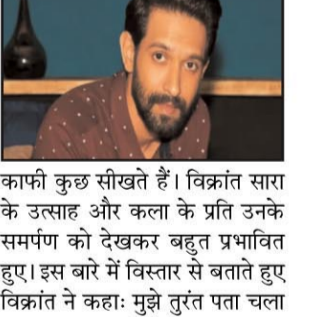 काफी कुछ सीखते हैं। विक्रांत सारा
के उत्साह और कला के प्रति उनके
समर्पण को देखकर बहुत प्रभावित
हुए। इस बारे में विस्तार से बताते हुए
विक्रांत ने कहाः मुझे तुरंत पता चला